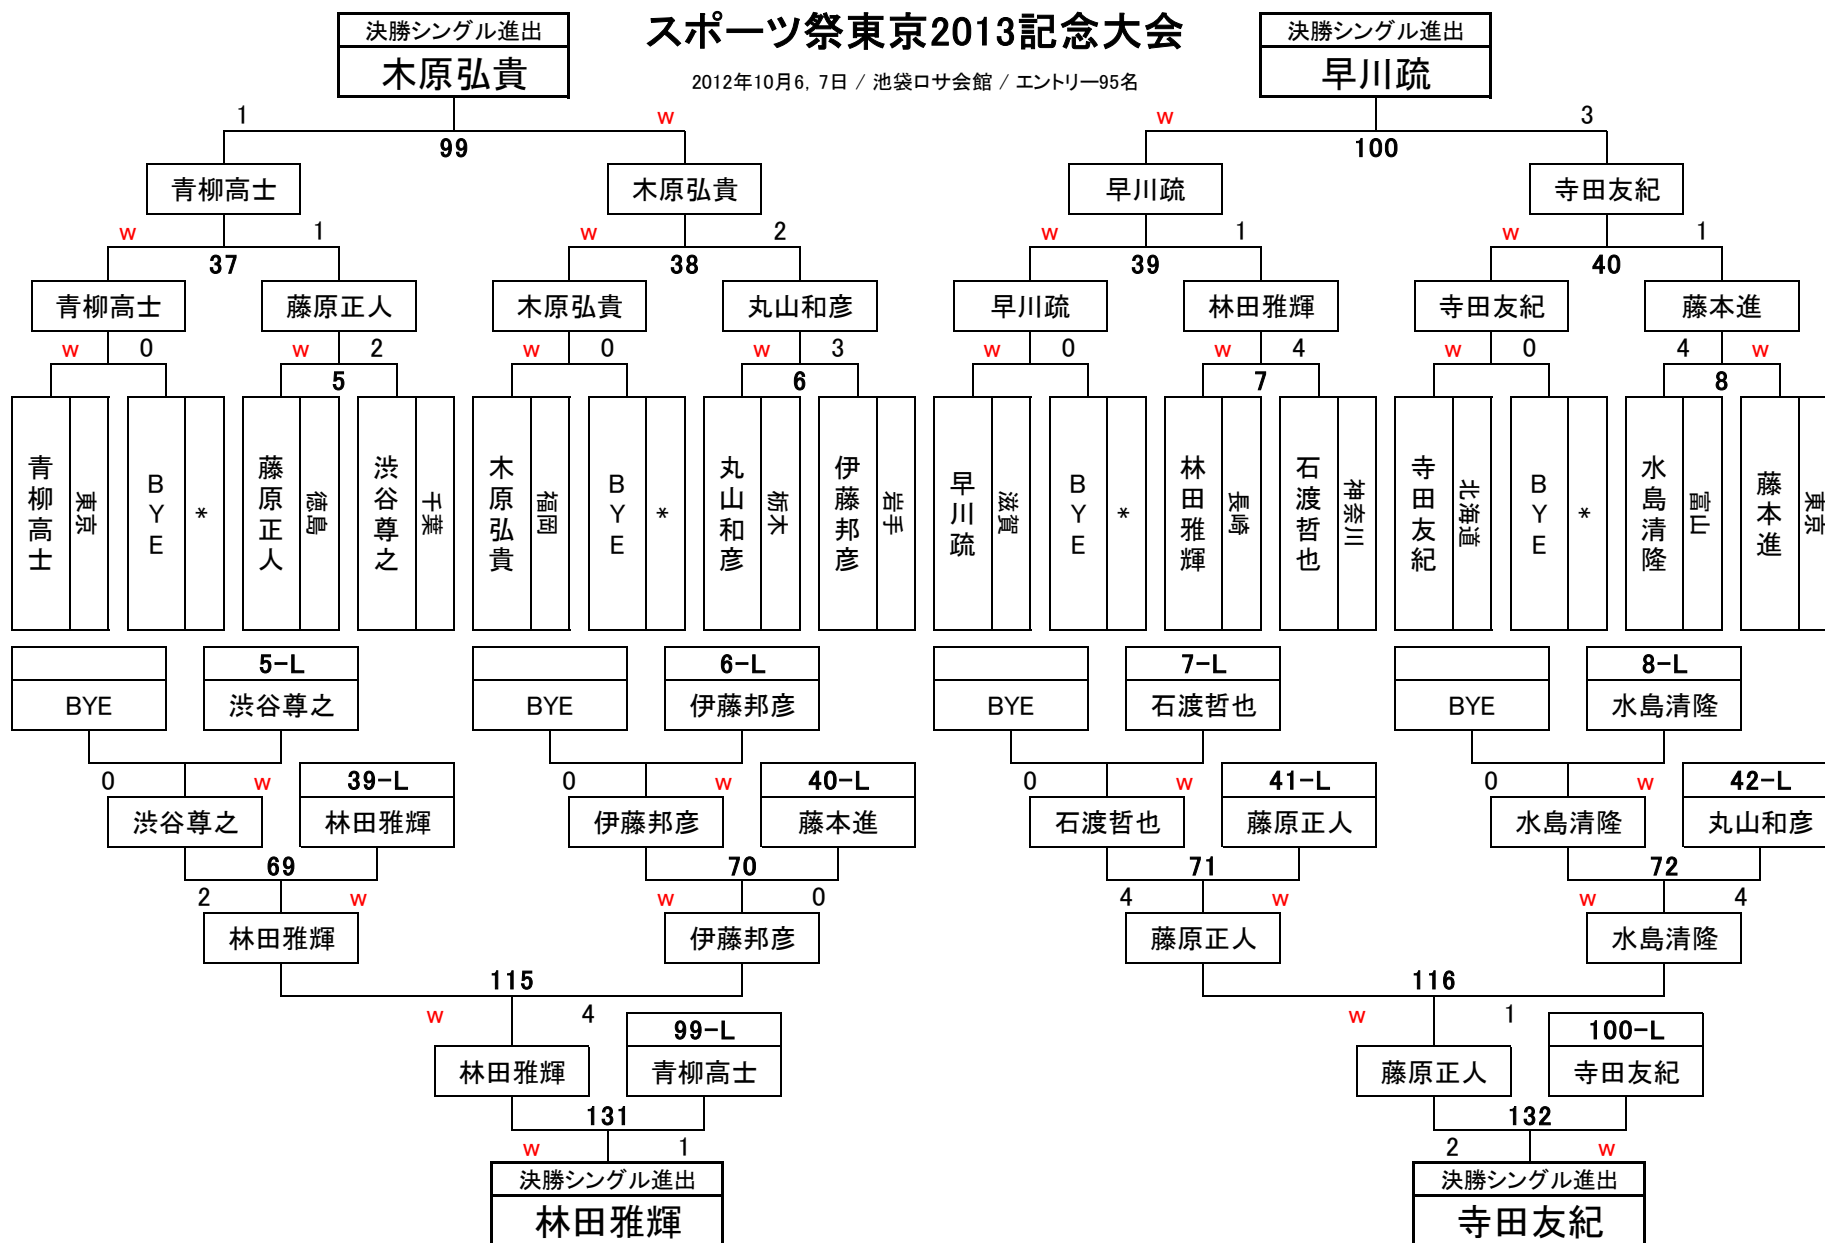 決勝シングル進出
木原弘貴
スポーツ祭東京2013記念大会
2012年10月6, 7日 / 池袋ロサ会館 / エントリー95名
決勝シングル進出
早川疏
1 w w 3
99 100
青柳高士 木原弘貴 早川疏 寺田友紀
w 1 w 2 w 1 w 1
37 38 39 40
青柳高士 藤原正人 木原弘貴 丸山和彦 早川疏 林田雅輝 寺田友紀 藤本進
w 0 w 2 w 0 w 3 w 0 w 4 w 0 4 w
5 6 7 8
青柳高士 東京
BYE *
藤原正人 徳島
渋谷尊之 千葉
木原弘貴 福岡
BYE *
丸山和彦 栃木
伊藤邦彦 岩手
早川疏 滋賀
BYE *
林田雅輝 長崎
石渡哲也 神奈川
寺田友紀 北海道
BYE *
水島清隆 富山
藤本進 東京
5-L 6-L 7-L 8-L
BYE 渋谷尊之 BYE 伊藤邦彦 BYE 石渡哲也 BYE 水島清隆
0 w 39-L 0 w 40-L 0 w 41-L 0 w 42-L
渋谷尊之 林田雅輝 伊藤邦彦 藤本進 石渡哲也 藤原正人 水島清隆 丸山和彦
69 70 71 72
2 w w 0 4 w w 4
林田雅輝 伊藤邦彦 藤原正人 水島清隆
115 116
w 4 99-L w 1 100-L
林田雅輝 青柳高士 藤原正人 寺田友紀
131 132
w 1 2 w
決勝シングル進出 決勝シングル進出
林田雅輝 寺田友紀